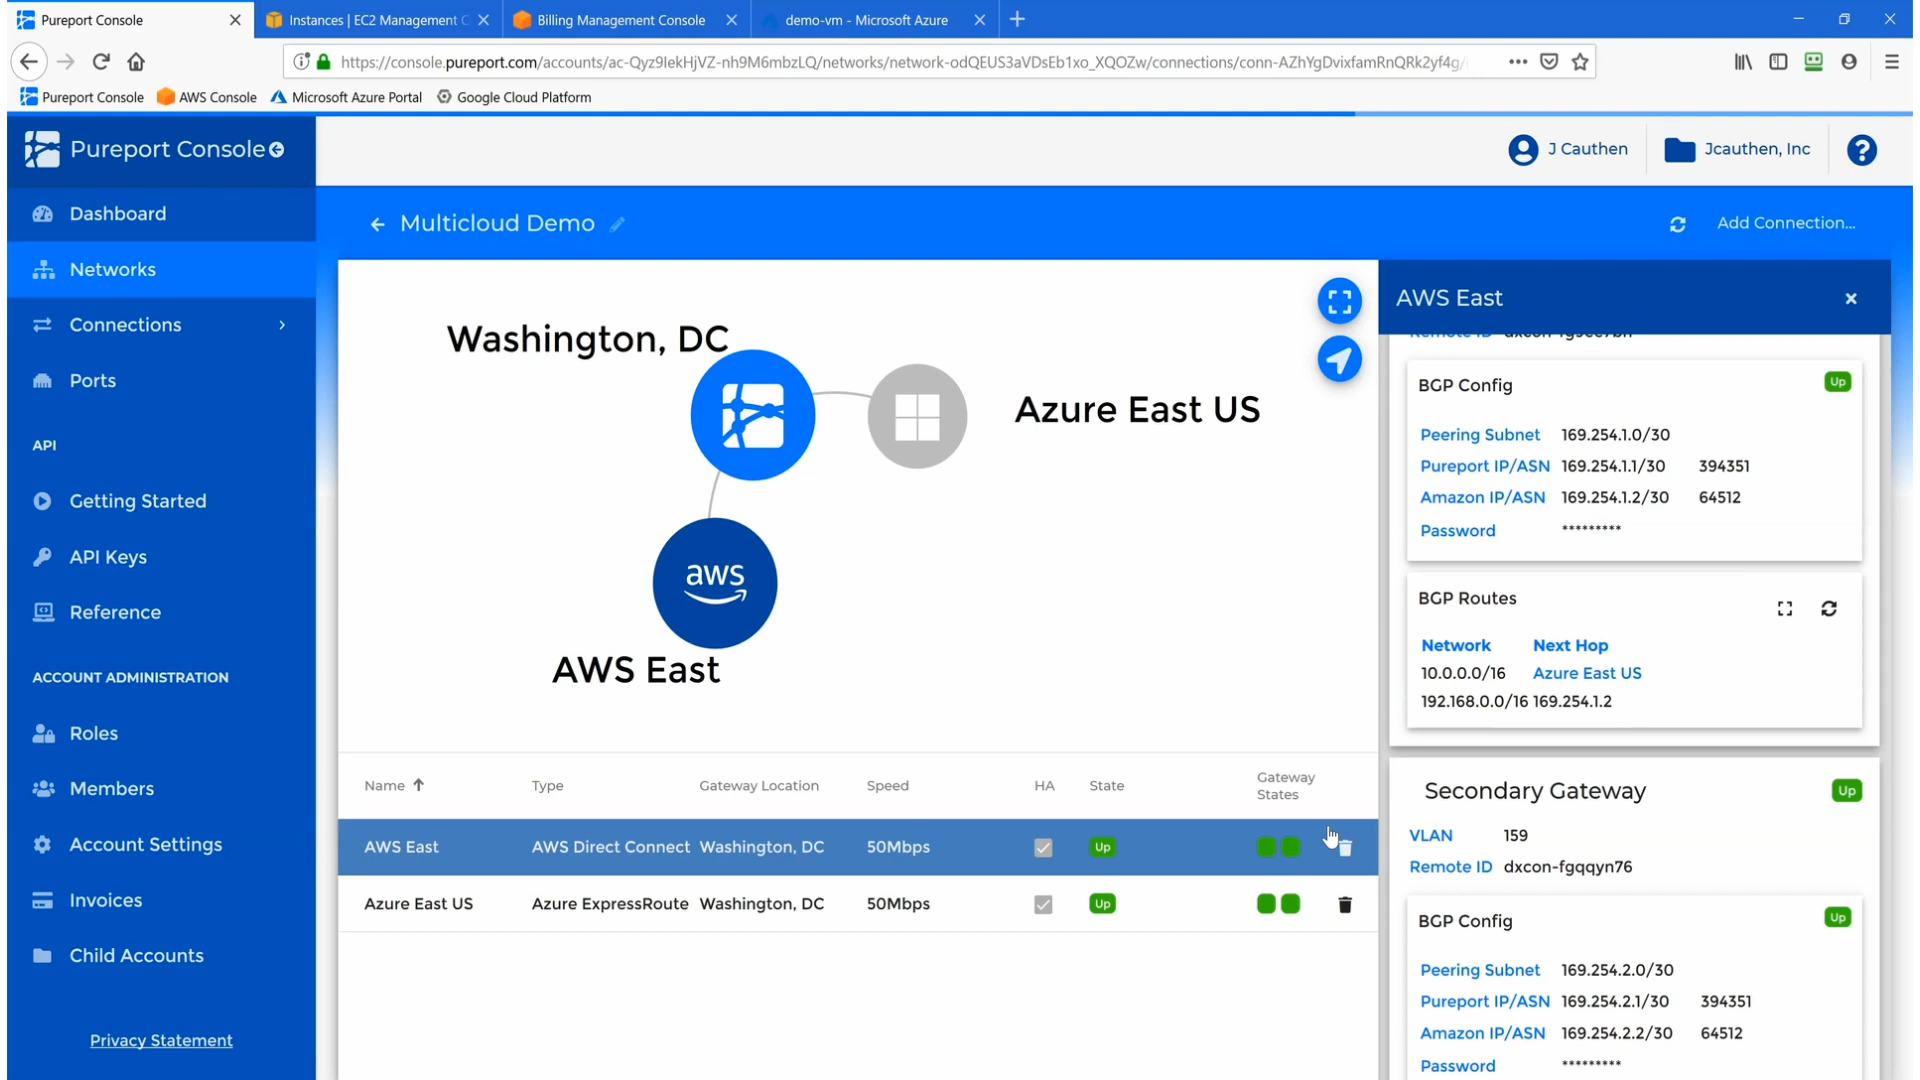 Pureport Console
Instances | EC2 Management C
Billing Management Console
demo-vm - Microsoft Azure
https://console.pureport.com/accounts/ac-Qyz9lekHjVZ-nh9M6mbzLQ/networks/network-odQEUS3aVDsEb1xo_XQOZw/connections/conn-AZhYgDvixfamRnQRk2yf4g/
Pureport Console AWS Console Microsoft Azure Portal Google Cloud Platform
Pureport Console
J Cauthen
Jcauthen, Inc
Dashboard
Networks
Connections
Ports
API
Getting Started
API Keys
Reference
ACCOUNT ADMINISTRATION
Roles
Members
Account Settings
Invoices
Child Accounts
Privacy Statement
Multicloud Demo
Add Connection...
Washington, DC
Azure East US
aws
AWS East
Name Type Gateway Location Speed HA State Gateway States
AWS East AWS Direct Connect Washington, DC 50Mbps Up
Azure East US Azure ExpressRoute Washington, DC 50Mbps Up
AWS East
BGP Config Up
Peering Subnet 169.254.1.0/30
Pureport IP/ASN 169.254.1.1/30 394351
Amazon IP/ASN 169.254.1.2/30 64512
Password *********
BGP Routes
Network Next Hop
10.0.0.0/16 Azure East US
192.168.0.0/16 169.254.1.2
Secondary Gateway Up
VLAN 159
Remote ID dxcon-fgqqyn76
BGP Config Up
Peering Subnet 169.254.2.0/30
Pureport IP/ASN 169.254.2.1/30 394351
Amazon IP/ASN 169.254.2.2/30 64512
Password *********